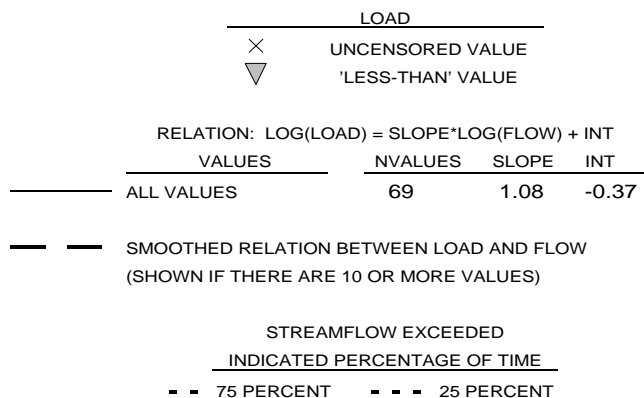 LOAD
× UNCENSORED VALUE
'LESS-THAN' VALUE
RELATION: LOG(LOAD) = SLOPE*LOG(FLOW) + INT
VALUES NVALUES SLOPE INT
ALL VALUES 69 1.08 -0.37
SMOOTHED RELATION BETWEEN LOAD AND FLOW
(SHOWN IF THERE ARE 10 OR MORE VALUES)
STREAMFLOW EXCEEDED
INDICATED PERCENTAGE OF TIME
75 PERCENT 25 PERCENT